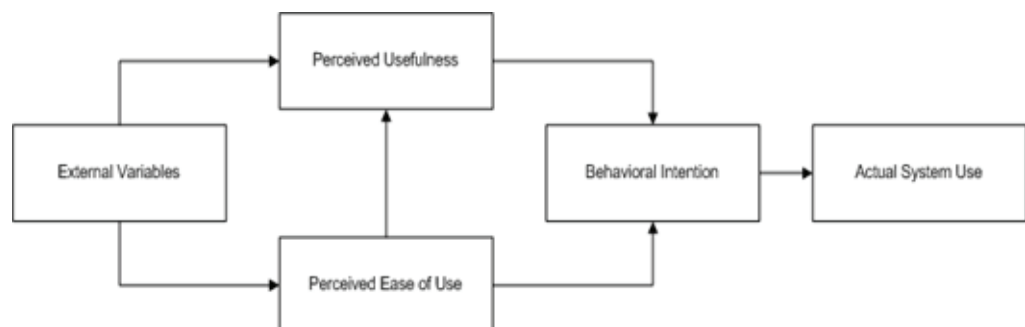 Perceived Usefulness
External Variables
Behavioral Intention
Actual System Use
Perceived Ease of Use